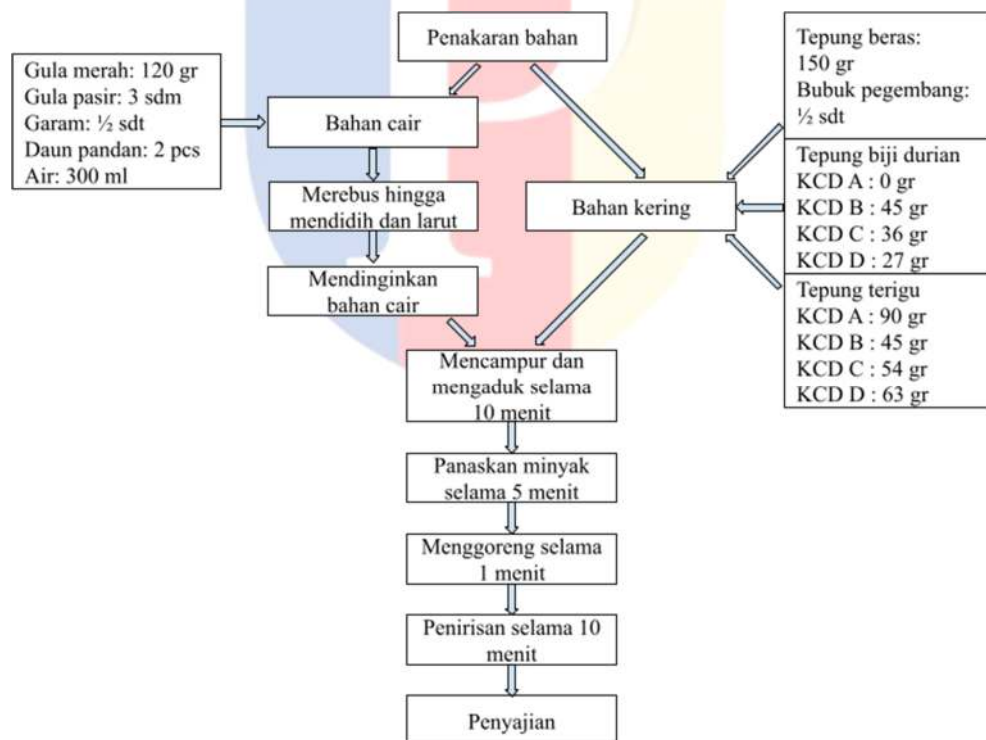 Penakaran bahan
Gula merah: 120 gr
Gula pasir: 3 sdm
Garam: ½ sdt
Daun pandan: 2 pcs
Air: 300 ml
Bahan cair
Merebus hingga
mendidih dan larut
Mendinginkan
bahan cair
Tepung beras:
150 gr
Bubuk pegembang:
½ sdt
Tepung biji durian
KCD A : 0 gr
KCD B : 45 gr
KCD C : 36 gr
KCD D : 27 gr
Tepung terigu
KCD A : 90 gr
KCD B : 45 gr
KCD C : 54 gr
KCD D : 63 gr
Bahan kering
Mencampur dan
mengaduk selama
10 menit
Panaskan minyak
selama 5 menit
Menggoreng selama
1 menit
Penirisan selama 10
menit
Penyajian